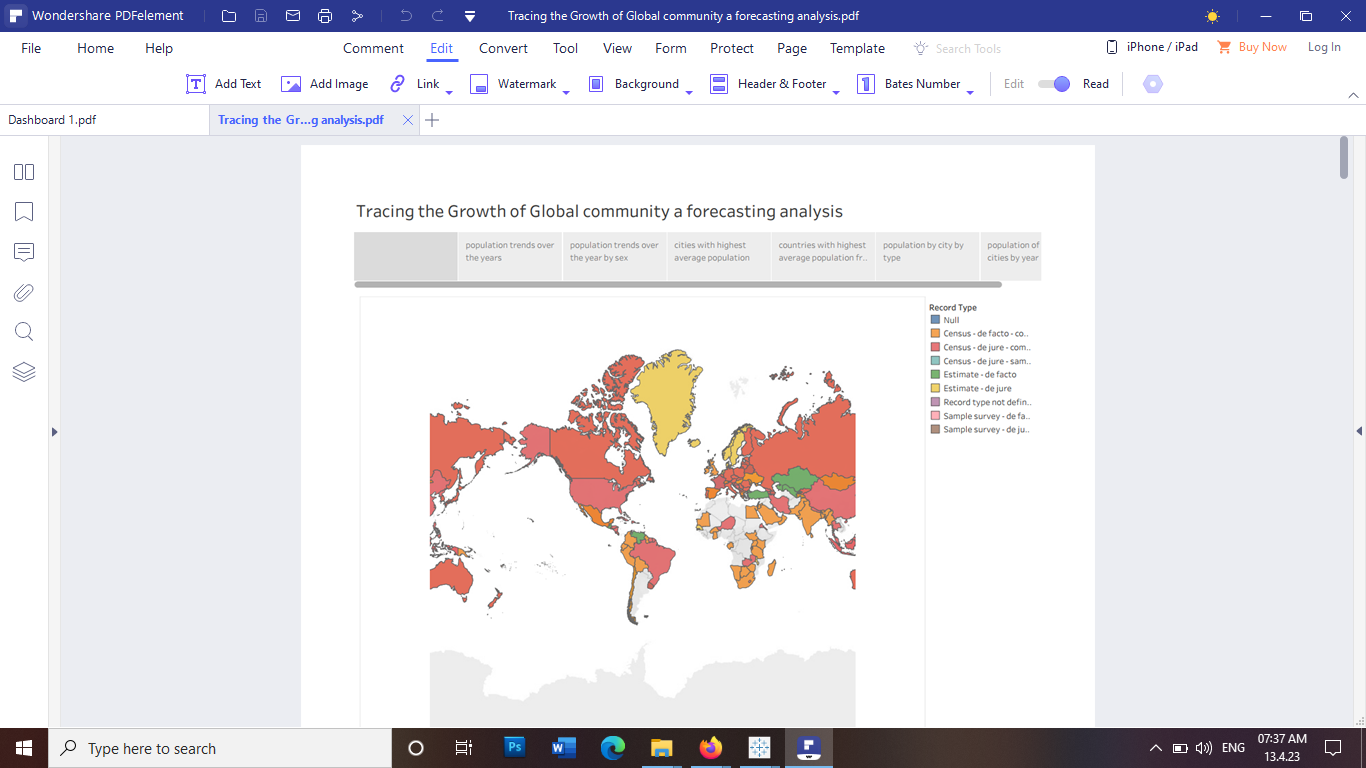 Wondershare PDFelement
Tracing the Growth of Global community a forecasting analysis.pdf
File Home Help Comment Edit Convert Tool View Form Protect Page Template Search Tools iPhone / iPad Buy Now Log In
Add Text Add Image Link Watermark Background Header & Footer Bates Number Edit Read
Dashboard 1.pdf
Tracing the Gr...g analysis.pdf
Tracing the Growth of Global community a forecasting analysis
population trends over
the years
population trends over
the year by sex
cities with highest
average population
countries with highest
average population fr...
population by city by
type
population of
cities by year
Record Type
Null
Census - de facto - co..
Census - de jure - com..
Census - de jure - sam..
Estimate - de facto
Estimate - de jure
Record type not defin..
Sample survey - de fa..
Sample survey - de ju..
Type here to search
Ps
W
ENG
07:37 AM
13.4.23